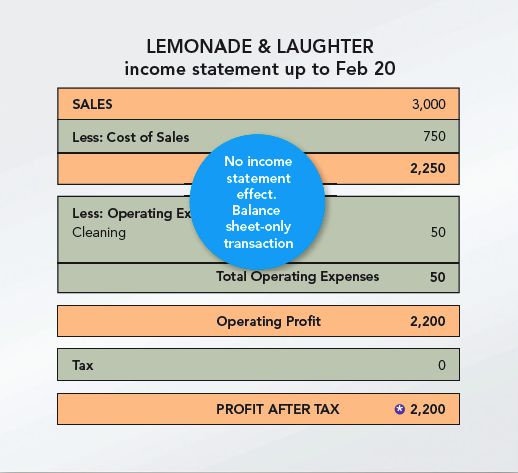 LEMONADE & LAUGHTER
income statement up to Feb 20
SALES 3,000
Less: Cost of Sales 750
2,250
No income
statement
effect.
Balance
sheet-only
transaction
Less: Operating Ex
Cleaning 50
Total Operating Expenses 50
Operating Profit 2,200
Tax 0
PROFIT AFTER TAX * 2,200